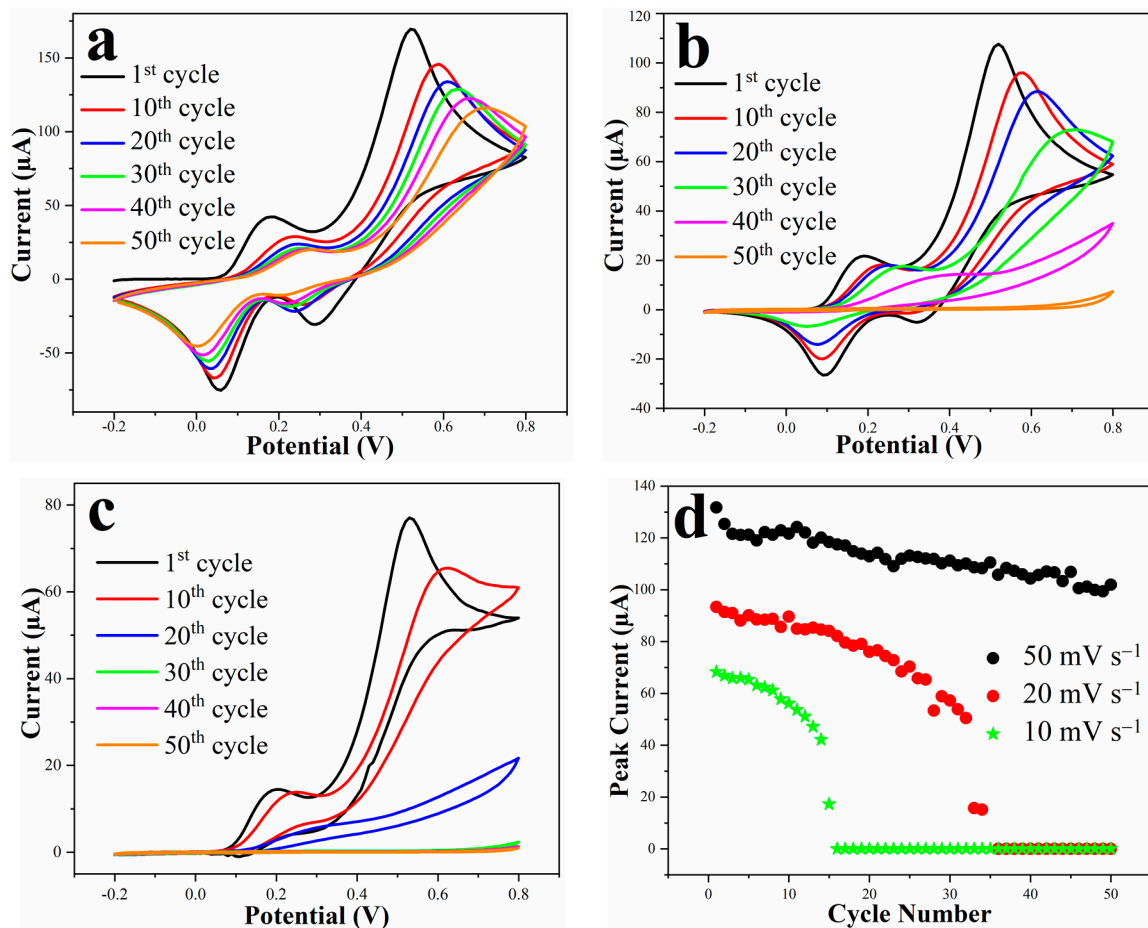 a
1st cycle
10th cycle
20th cycle
30th cycle
40th cycle
50th cycle
150
100
50
0
-50
-0.2
0.0
0.2
0.4
0.6
0.8
Current (μA)
Potential (V)
b
1st cycle
10th cycle
20th cycle
30th cycle
40th cycle
50th cycle
120
100
80
60
40
20
0
-20
-40
-0.2
0.0
0.2
0.4
0.6
0.8
Current (μA)
Potential (V)
c
1st cycle
10th cycle
20th cycle
30th cycle
40th cycle
50th cycle
80
60
40
20
0
-0.2
0.0
0.2
0.4
0.6
0.8
Current (μA)
Potential (V)
d
50 mV s⁻¹
20 mV s⁻¹
10 mV s⁻¹
140
120
100
80
60
40
20
0
0
10
20
30
40
50
Peak Current (μA)
Cycle Number